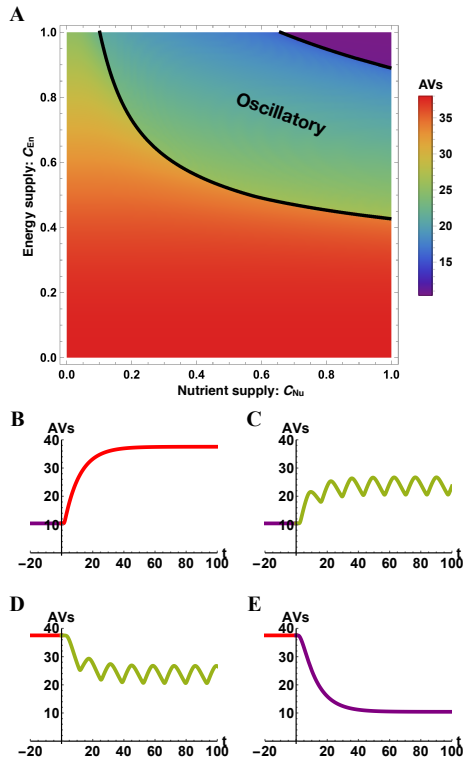 A
1.0
0.8
0.6
0.4
0.2
0.0
Energy supply: CEn
Oscillatory
0.0 0.2 0.4 0.6 0.8 1.0
Nutrient supply: CNu
AVs
35
30
25
20
15
B
AVs
40
30
20
10
−20 20 40 60 80 100
t
C
AVs
40
30
20
10
−20 20 40 60 80 100
t
D
AVs
40
30
20
10
−20 0 20 40 60 80 100
t
E
AVs
40
30
20
10
−20 0 20 40 60 80 100
t